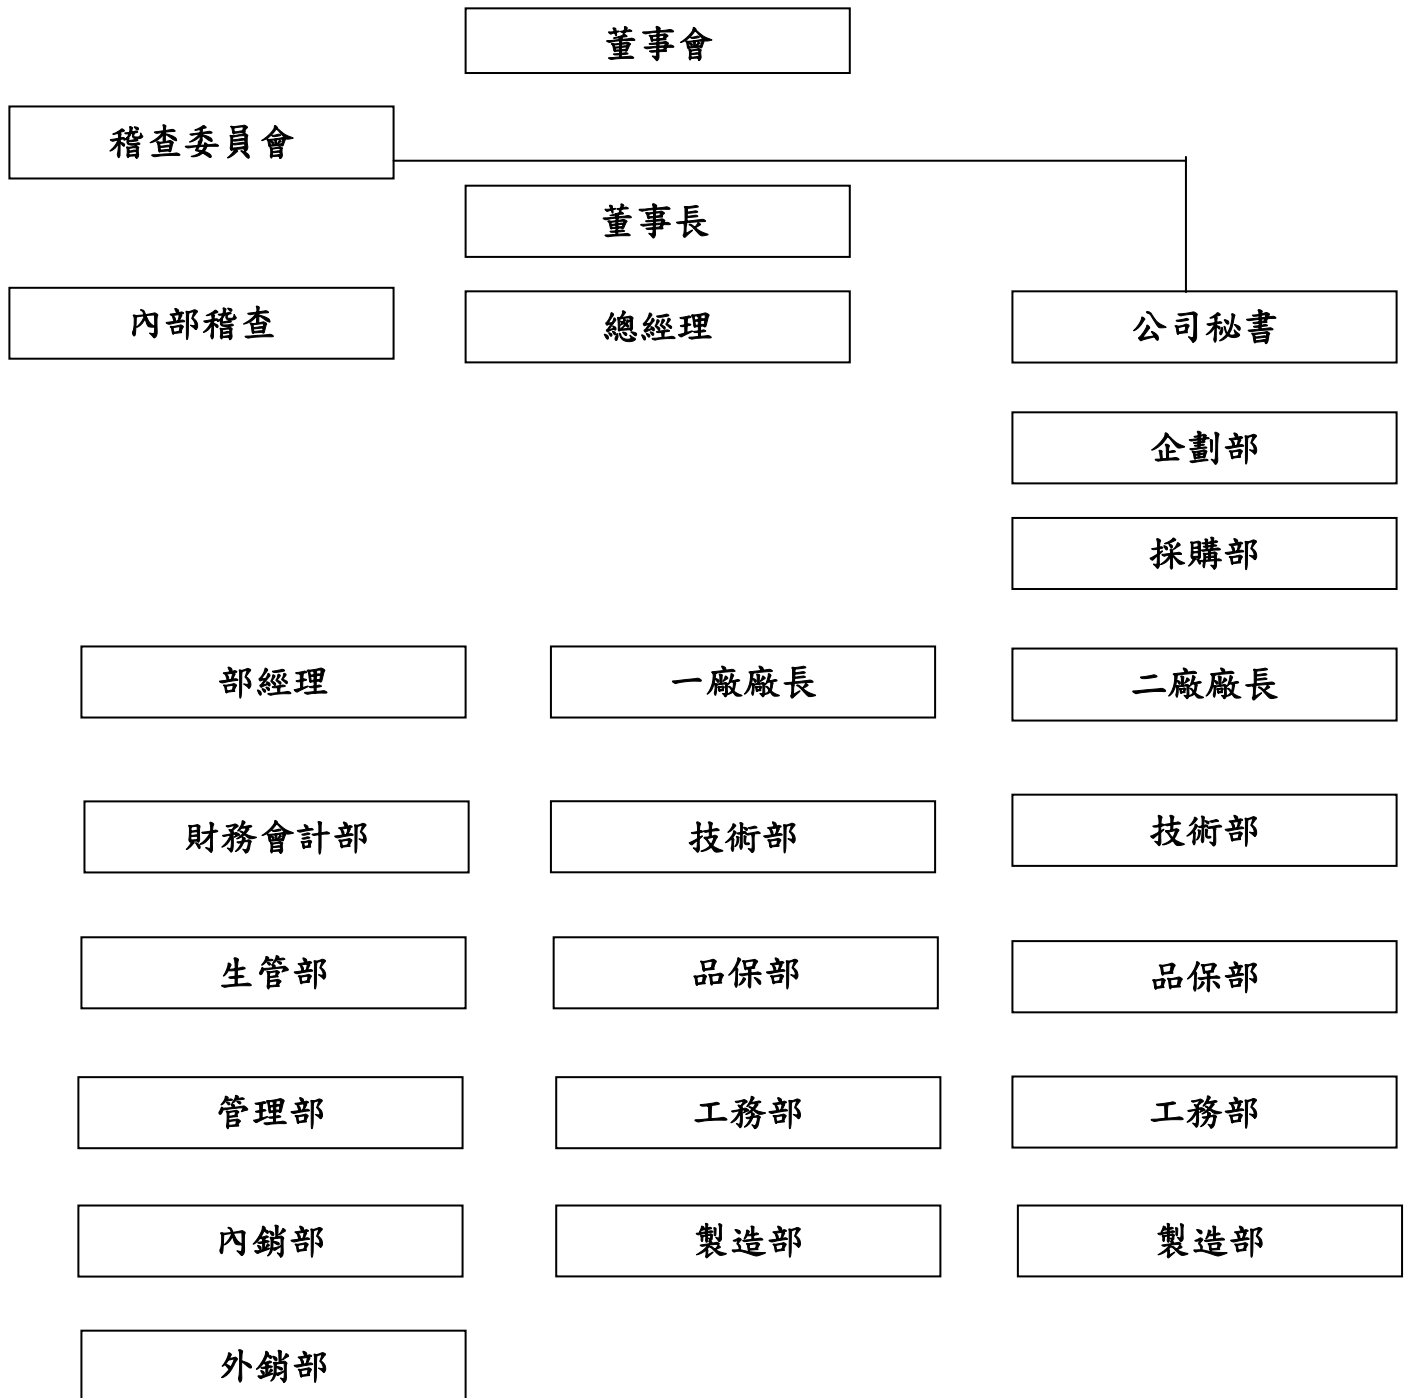 董事會
稽查委員會
董事長
內部稽查
總經理
公司秘書
企劃部
採購部
部經理
一廠廠長
二廠廠長
財務會計部
技術部
技術部
生管部
品保部
品保部
管理部
工務部
工務部
內銷部
製造部
製造部
外銷部